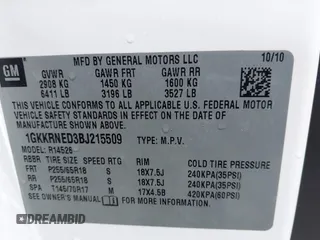 GM
MFD BY GENERAL MOTORS LLC
10/10
GVWR GAWR FRT GAWR RR
2908 KG 1450 KG 1600 KG
6411 LB 3196 LB 3527 LB
THIS VEHICLE CONFORMS TO ALL APPLICABLE U.S. FEDERAL MOTOR VEHICLE SAFETY STANDARDS IN EFFECT ON THE DATE OF MANUFACTURE SHOWN ABOVE.
1GKKRNED3BJ215509 TYPE: M.P.V.
MODEL: R14526
TIRE SIZE SPEED RTG RIM COLD TIRE PRESSURE
FRT P255/65R18 S 18X7.5J 240KPA(35PSI)
RR P255/65R18 S 18X7.5J 240KPA(35PSI)
SPA T145/70R17 M 17X4.5B 420KPA(60PSI)
DREAMBID